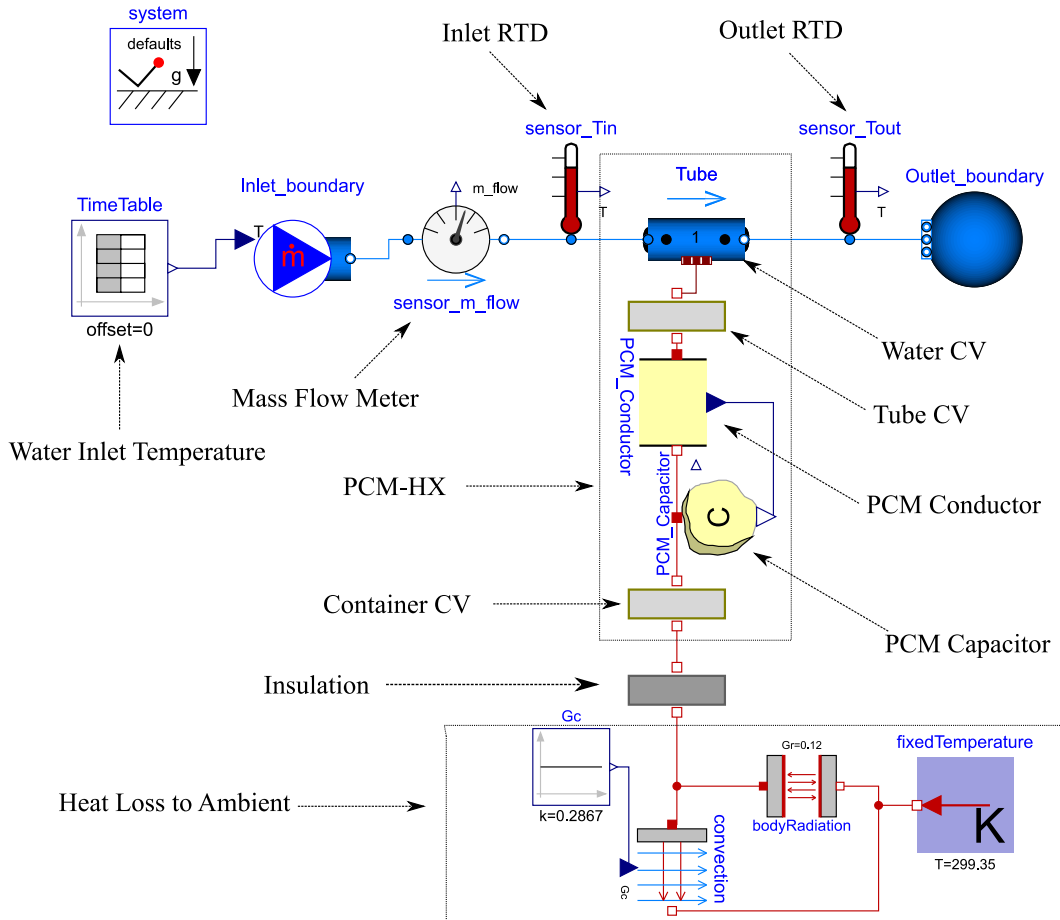 system
defaults
g
Inlet RTD
Outlet RTD
sensor_Tin
sensor_Tout
Inlet_boundary
m_flow
Tube
Outlet_boundary
TimeTable
T
T
T
ṁ
1
sensor_m_flow
offset=0
Water CV
Mass Flow Meter
PCM_Conductor
Tube CV
Water Inlet Temperature
PCM-HX
PCM_Capacitor
PCM Conductor
C
Container CV
PCM Capacitor
Insulation
Gc
Gr=0.12
fixedTemperature
Heat Loss to Ambient
k=0.2867
bodyRadiation
K
convection
T=299.35
Gc